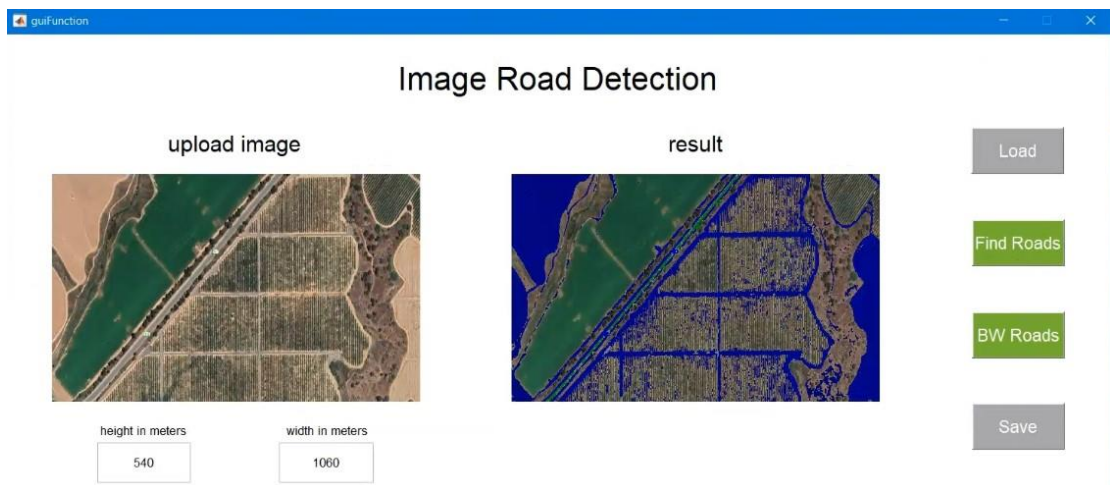 guiFunction
Image Road Detection
upload image
result
Load
Find Roads
BW Roads
Save
height in meters
width in meters
540
1060